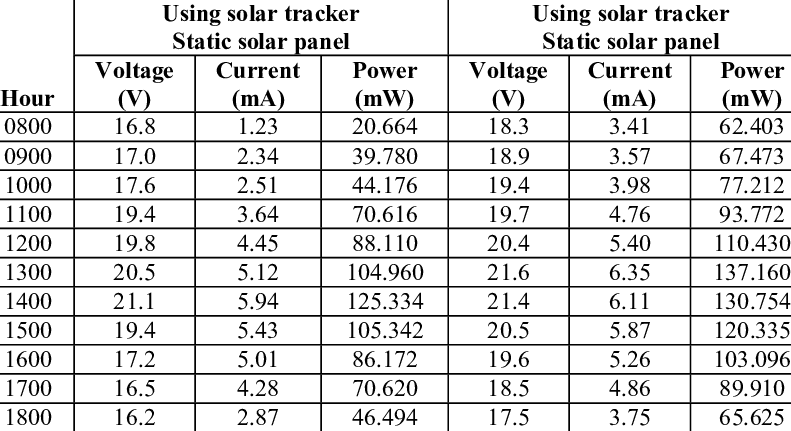 Using solar tracker Using solar tracker
Static solar panel Static solar panel
Voltage Current Power Voltage Current Power
Hour (V) (mA) (mW) (V) (mA) (mW)
0800 16.8 1.23 20.664 18.3 3.41 62.403
0900 17.0 2.34 39.780 18.9 3.57 67.473
1000 17.6 2.51 44.176 19.4 3.98 77.212
1100 19.4 3.64 70.616 19.7 4.76 93.772
1200 19.8 4.45 88.110 20.4 5.40 110.430
1300 20.5 5.12 104.960 21.6 6.35 137.160
1400 21.1 5.94 125.334 21.4 6.11 130.754
1500 19.4 5.43 105.342 20.5 5.87 120.335
1600 17.2 5.01 86.172 19.6 5.26 103.096
1700 16.5 4.28 70.620 18.5 4.86 89.910
1800 16.2 2.87 46.494 17.5 3.75 65.625